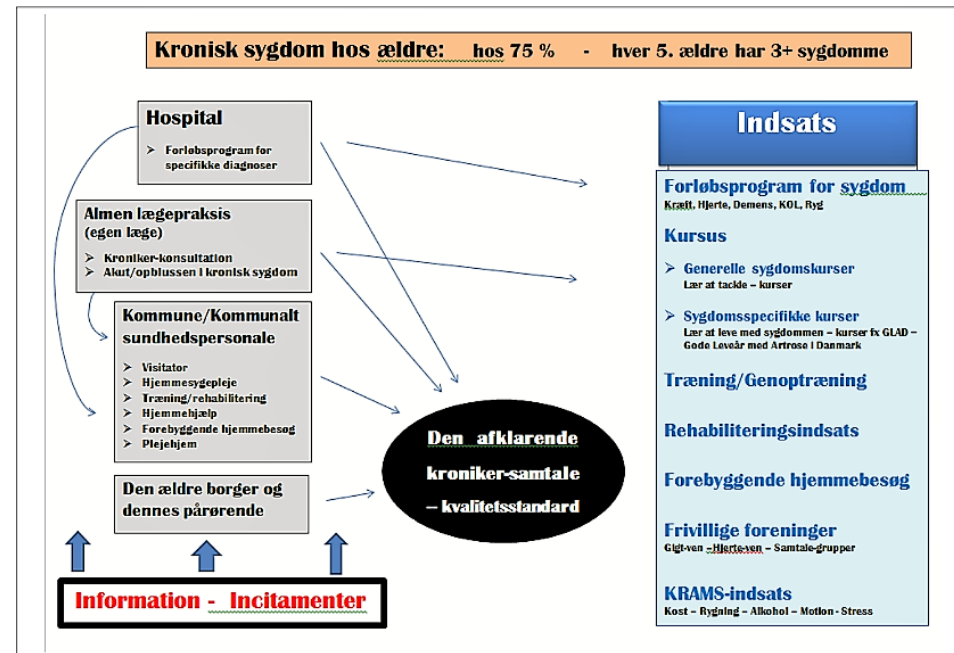 Kronisk sygdom hos ældre: hos 75 % - hver 5. ældre har 3+ sygdomme
Hospital
➢ Forløbsprogram for
specifikke diagnoser
Almen lægepraksis
(egen læge)
➢ Kroniker-konsultation
➢ Akut/opblussen i kronisk sygdom
Kommune/Kommunalt
sundhedspersonale
➢ Visitator
➢ Hjemmesygepleje
➢ Træning/rehabilitering
➢ Hjemmehjælp
➢ Forebyggende hjemmebesøg
➢ Plejehjem
Den ældre borger og
dennes pårørende
Information - Incitamenter
Den afklarende
kroniker-samtale
– kvalitetsstandard
Indsats
Forløbsprogram for sygdom
Kræft, Hjerte, Demens, KOL, Ryg
Kursus
➢ Generelle sygdomskurser
Lær at tackle – kurser
➢ Sygdomsspecifikke kurser
Lær at leve med sygdommen – kurser fx GLAD –
Gode Leveår med Artrose i Danmark
Træning/Genoptræning
Rehabiliteringsindsats
Forebyggende hjemmebesøg
Frivillige foreninger
Gigt-ven –Hjerte-ven – Samtale-grupper
KRAMS-indsats
Kost – Rygning – Alkohol – Motion - Stress